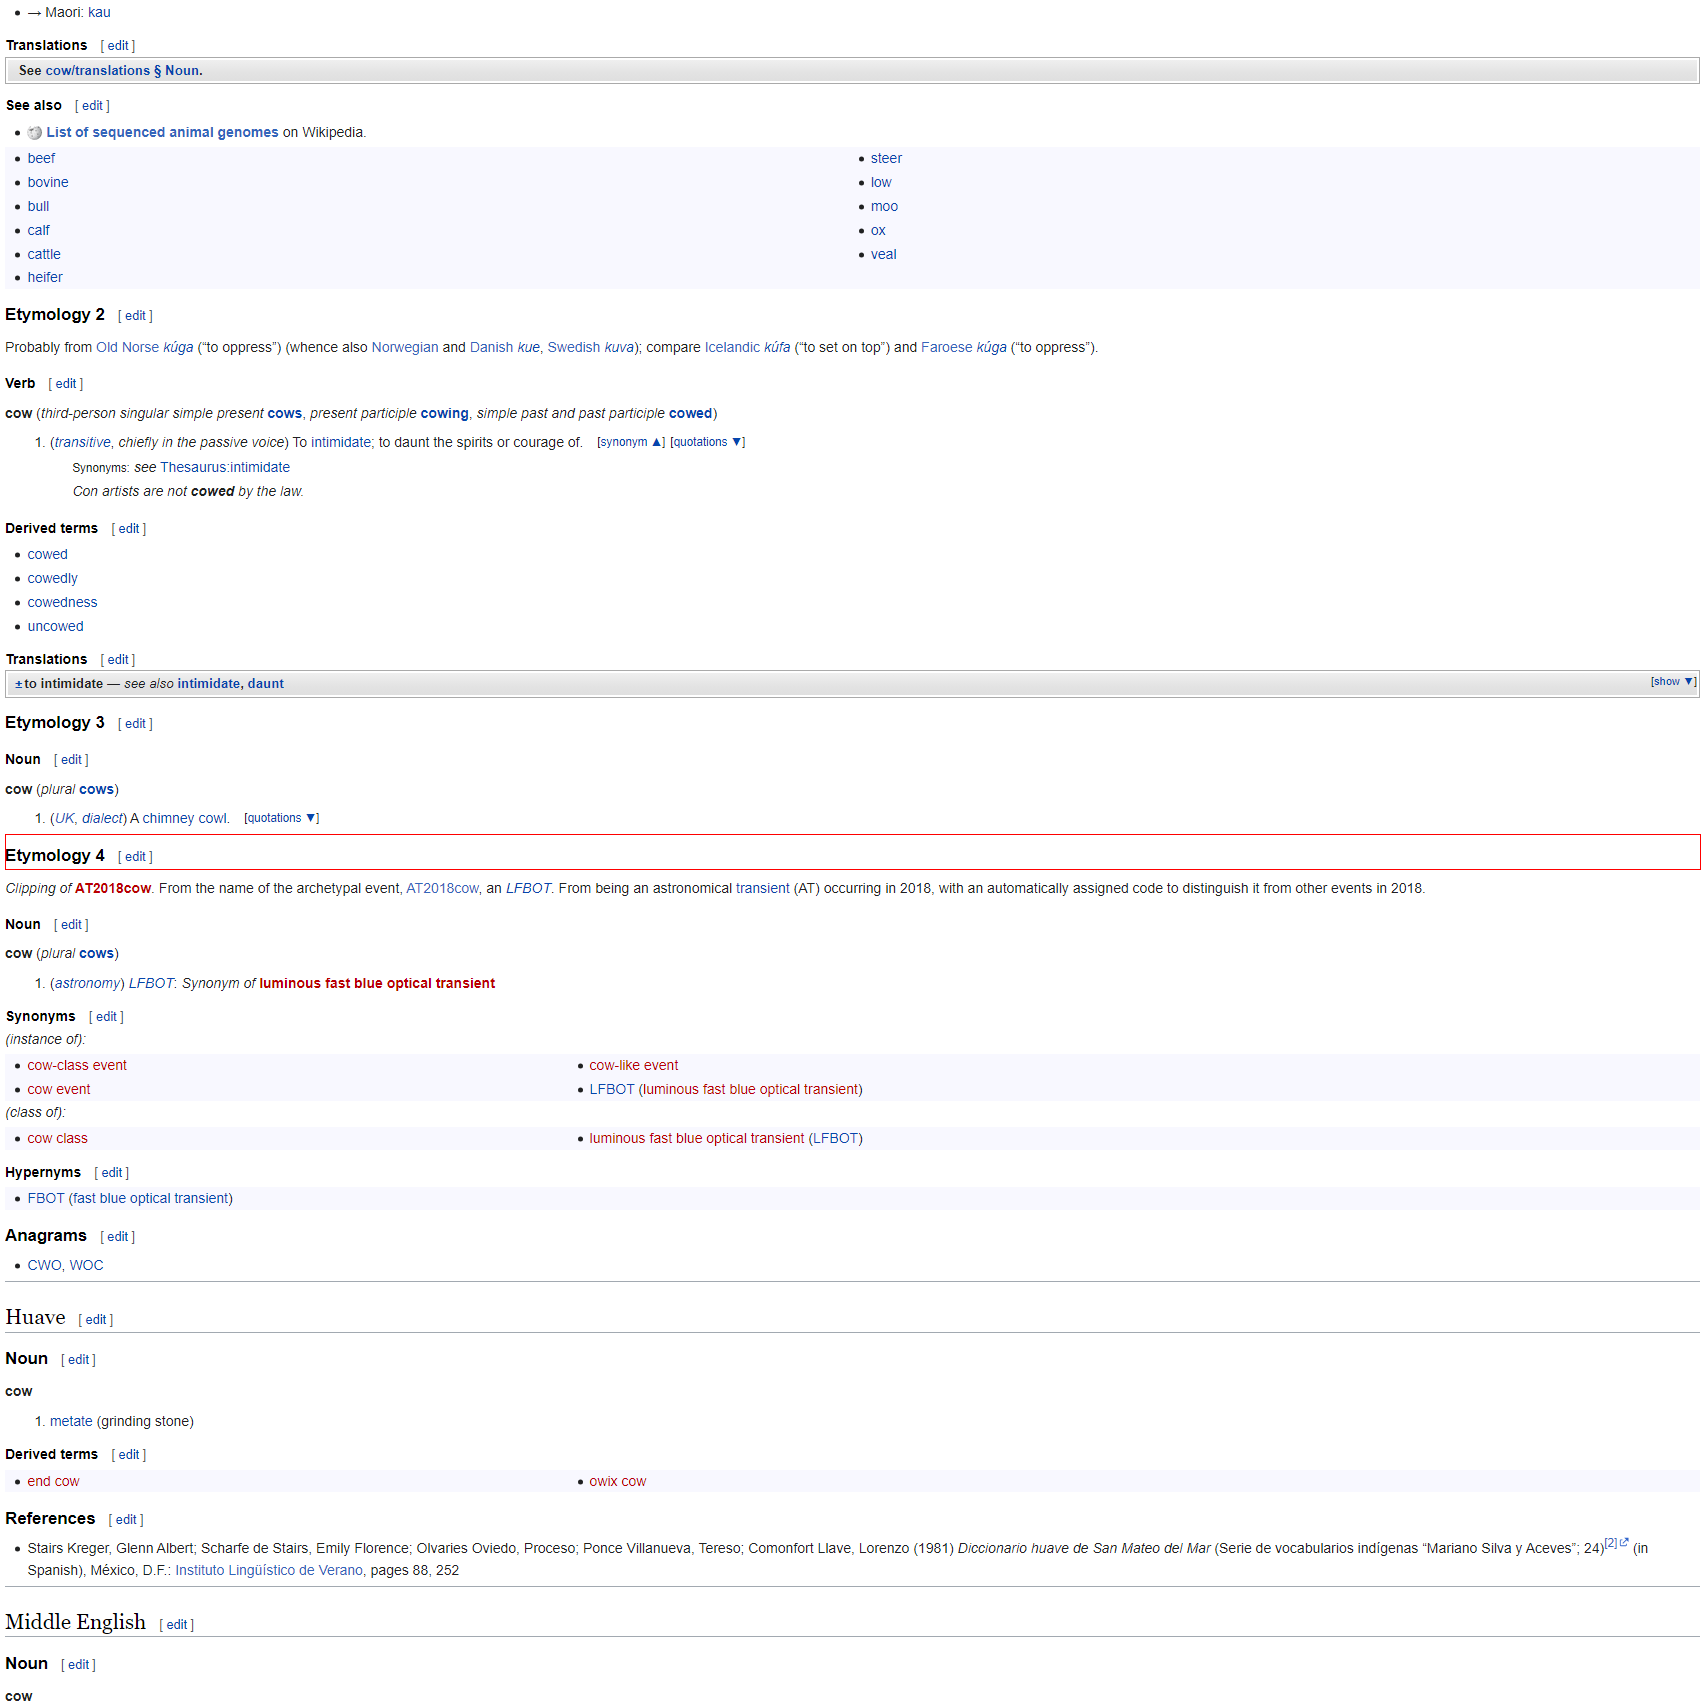 → Maori: kau
Translations [ edit ]
See cow/translations § Noun.
See also [ edit ]
List of sequenced animal genomes on Wikipedia.
beef
bovine
bull
calf
cattle
heifer
steer
low
moo
ox
veal
Etymology 2 [ edit ]
Probably from Old Norse kúga (“to oppress”) (whence also Norwegian and Danish kue, Swedish kuva); compare Icelandic kúfa (“to set on top”) and Faroese kúga (“to oppress”).
Verb [ edit ]
cow (third-person singular simple present cows, present participle cowing, simple past and past participle cowed)
1. (transitive, chiefly in the passive voice) To intimidate; to daunt the spirits or courage of. [synonym ▲] [quotations ▼]
Synonyms: see Thesaurus:intimidate
Con artists are not cowed by the law.
Derived terms [ edit ]
cowed
cowedly
cowedness
uncowed
Translations [ edit ]
± to intimidate — see also intimidate, daunt [show ▼]
Etymology 3 [ edit ]
Noun [ edit ]
cow (plural cows)
1. (UK, dialect) A chimney cowl. [quotations ▼]
Etymology 4 [ edit ]
Clipping of AT2018cow. From the name of the archetypal event, AT2018cow, an LFBOT. From being an astronomical transient (AT) occurring in 2018, with an automatically assigned code to distinguish it from other events in 2018.
Noun [ edit ]
cow (plural cows)
1. (astronomy) LFBOT: Synonym of luminous fast blue optical transient
Synonyms [ edit ]
(instance of):
cow-class event
cow event
cow-like event
LFBOT (luminous fast blue optical transient)
(class of):
cow class
luminous fast blue optical transient (LFBOT)
Hypernyms [ edit ]
FBOT (fast blue optical transient)
Anagrams [ edit ]
CWO, WOC
Huave [ edit ]
Noun [ edit ]
cow
1. metate (grinding stone)
Derived terms [ edit ]
end cow
owix cow
References [ edit ]
Stairs Kreger, Glenn Albert; Scharfe de Stairs, Emily Florence; Olvaries Oviedo, Proceso; Ponce Villanueva, Tereso; Comonfort Llave, Lorenzo (1981) Diccionario huave de San Mateo del Mar (Serie de vocabularios indígenas “Mariano Silva y Aceves”; 24)[2] (in
Spanish), México, D.F.: Instituto Lingüístico de Verano, pages 88, 252
Middle English [ edit ]
Noun [ edit ]
cow